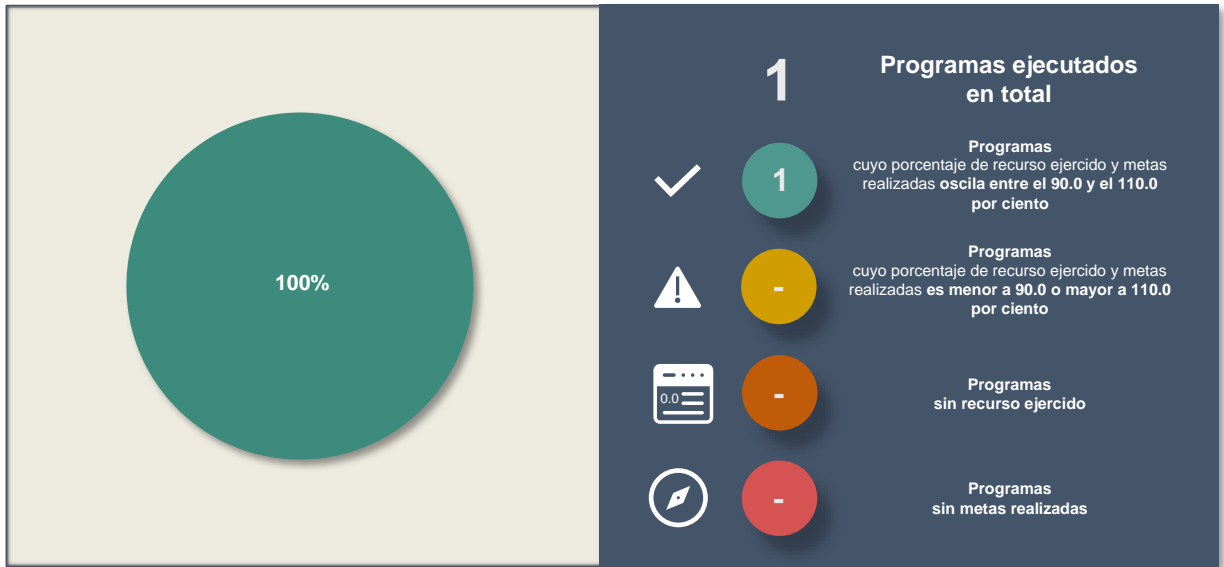 100%
1
Programas ejecutados
en total
1
Programas
cuyo porcentaje de recurso ejercido y metas
realizadas oscila entre el 90.0 y el 110.0
por ciento
-
Programas
cuyo porcentaje de recurso ejercido y metas
realizadas es menor a 90.0 o mayor a 110.0
por ciento
0.0
-
Programas
sin recurso ejercido
-
Programas
sin metas realizadas